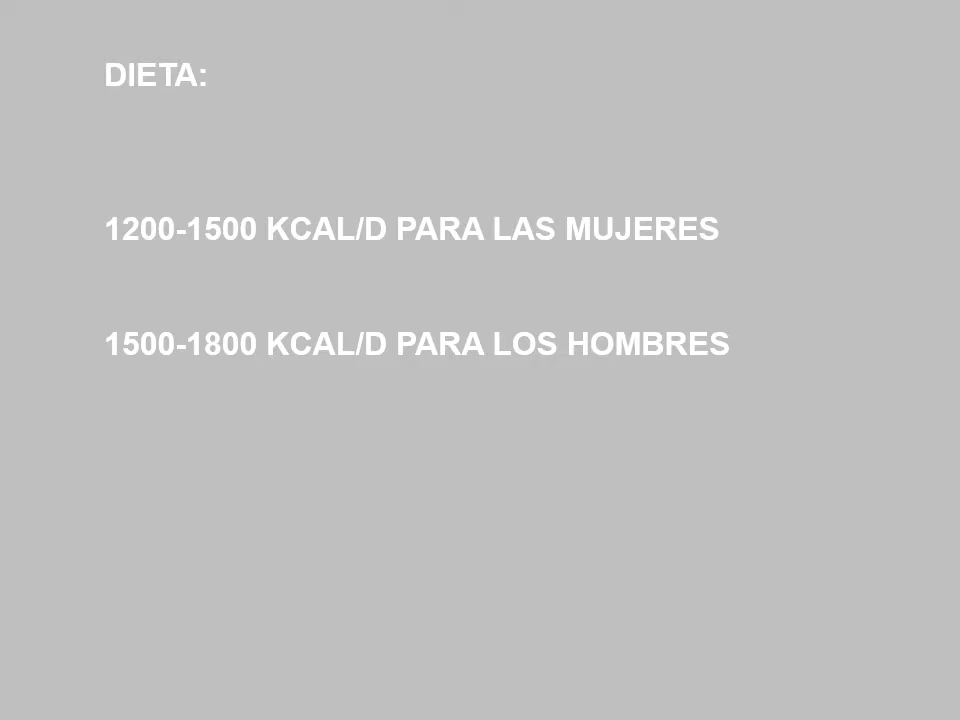 DIETA:
1200-1500 KCAL/D PARA LAS MUJERES
1500-1800 KCAL/D PARA LOS HOMBRES